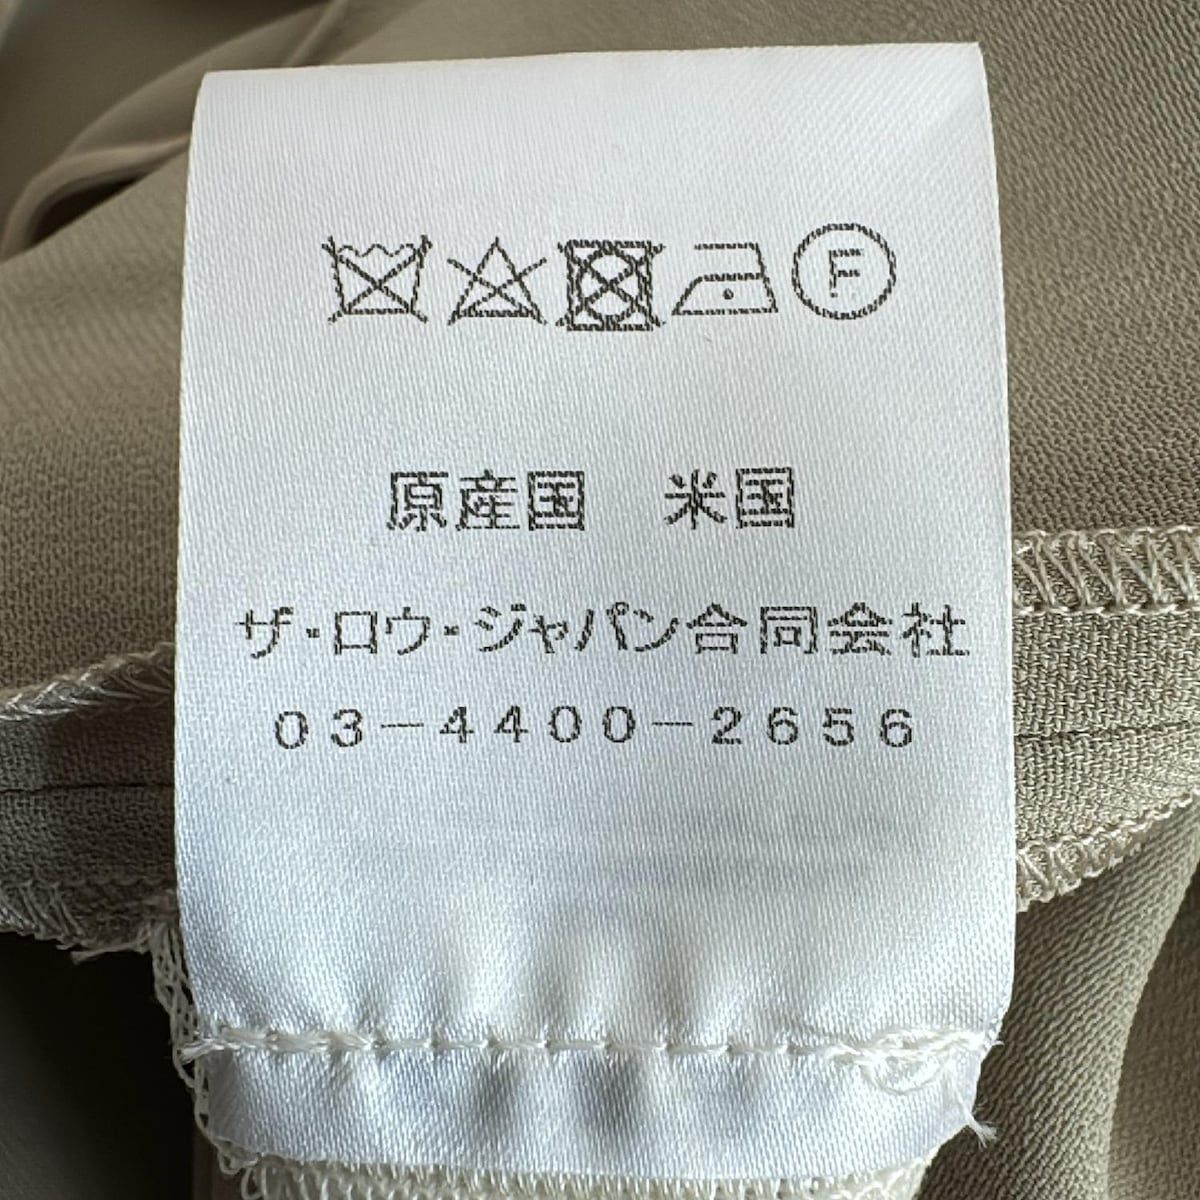 F
原産国　米国
ザ・ロウ・ジャパン合同会社
03-4400-2656